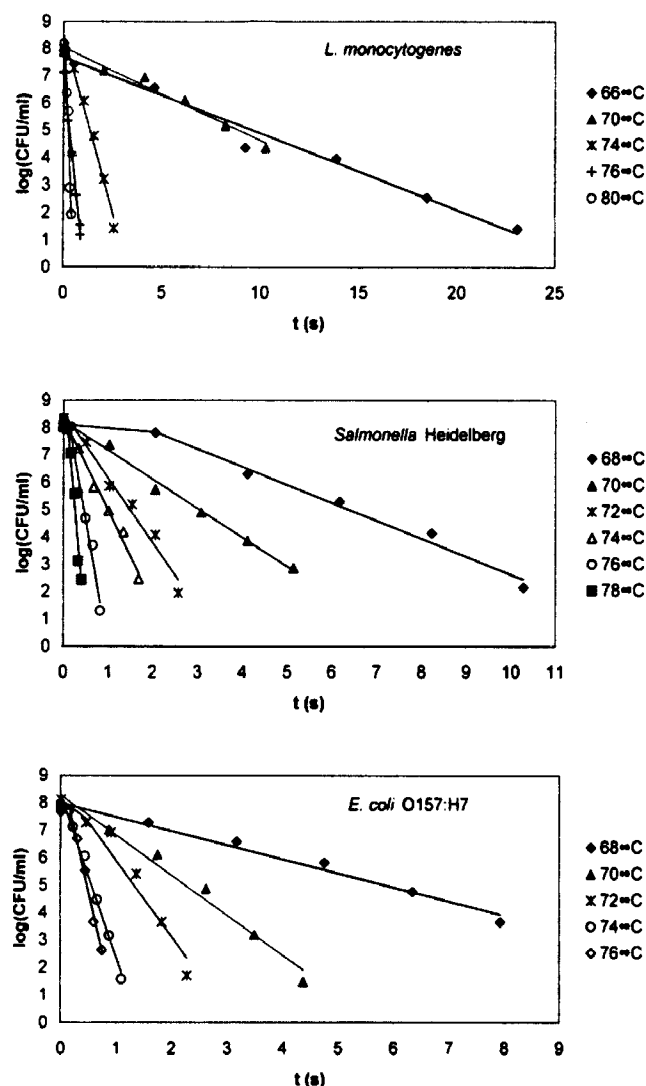 L. monocytogenes
log(CFU/ml)
9
8
7
6
5
4
3
2
1
0
0 5 10 15 20 25
t (s)
66∞C
70∞C
74∞C
76∞C
80∞C
Salmonella Heidelberg
log(CFU/ml)
9
8
7
6
5
4
3
2
1
0
0 1 2 3 4 5 6 7 8 9 10 11
t (s)
68∞C
70∞C
72∞C
74∞C
76∞C
78∞C
E. coli O157:H7
log(CFU/ml)
9
8
7
6
5
4
3
2
1
0
0 1 2 3 4 5 6 7 8 9
t (s)
68∞C
70∞C
72∞C
74∞C
76∞C